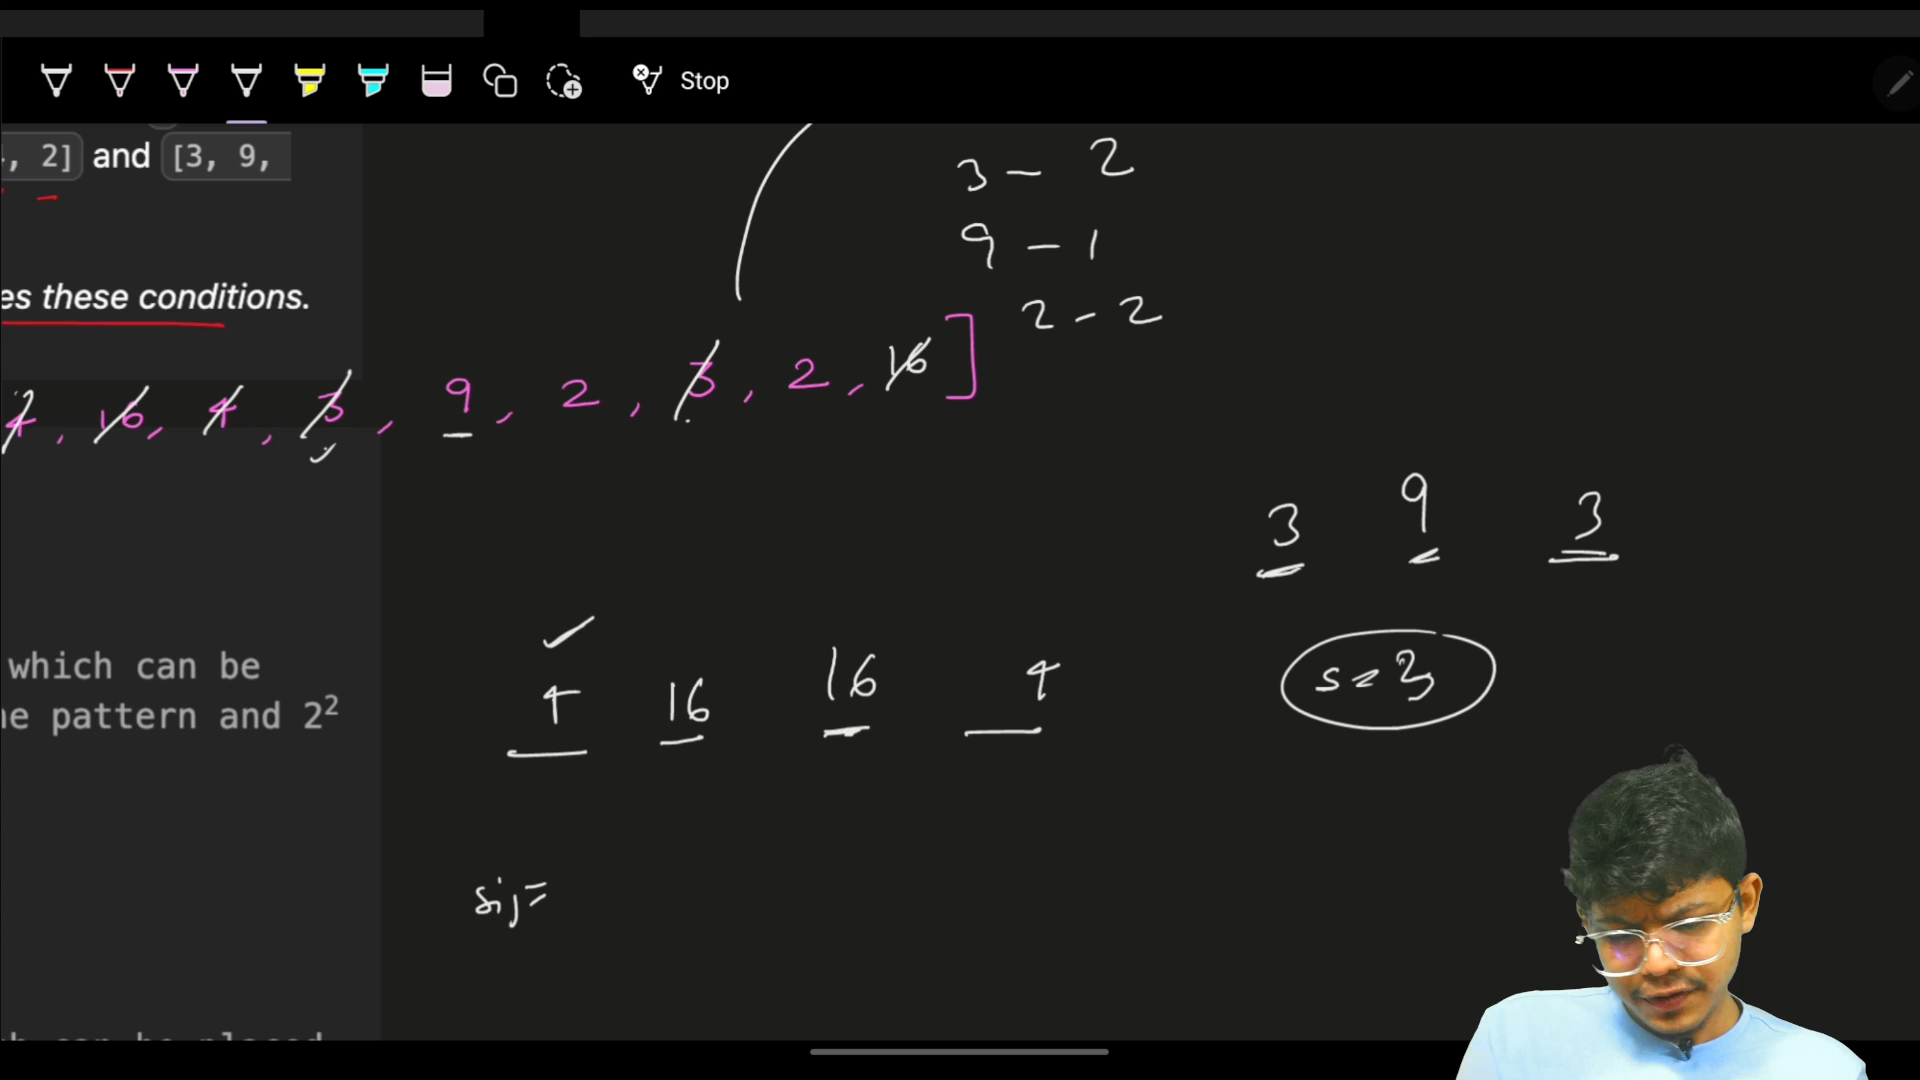 Stop
, 2] and [3, 9,
es these conditions.
3 - 2
9 - 1
2 - 2
4, 16, 4, 3, 9, 2, 3, 2, 16]
3 9 3
4 16 16 4
s = 3
which can be
e pattern and 2²
siz =